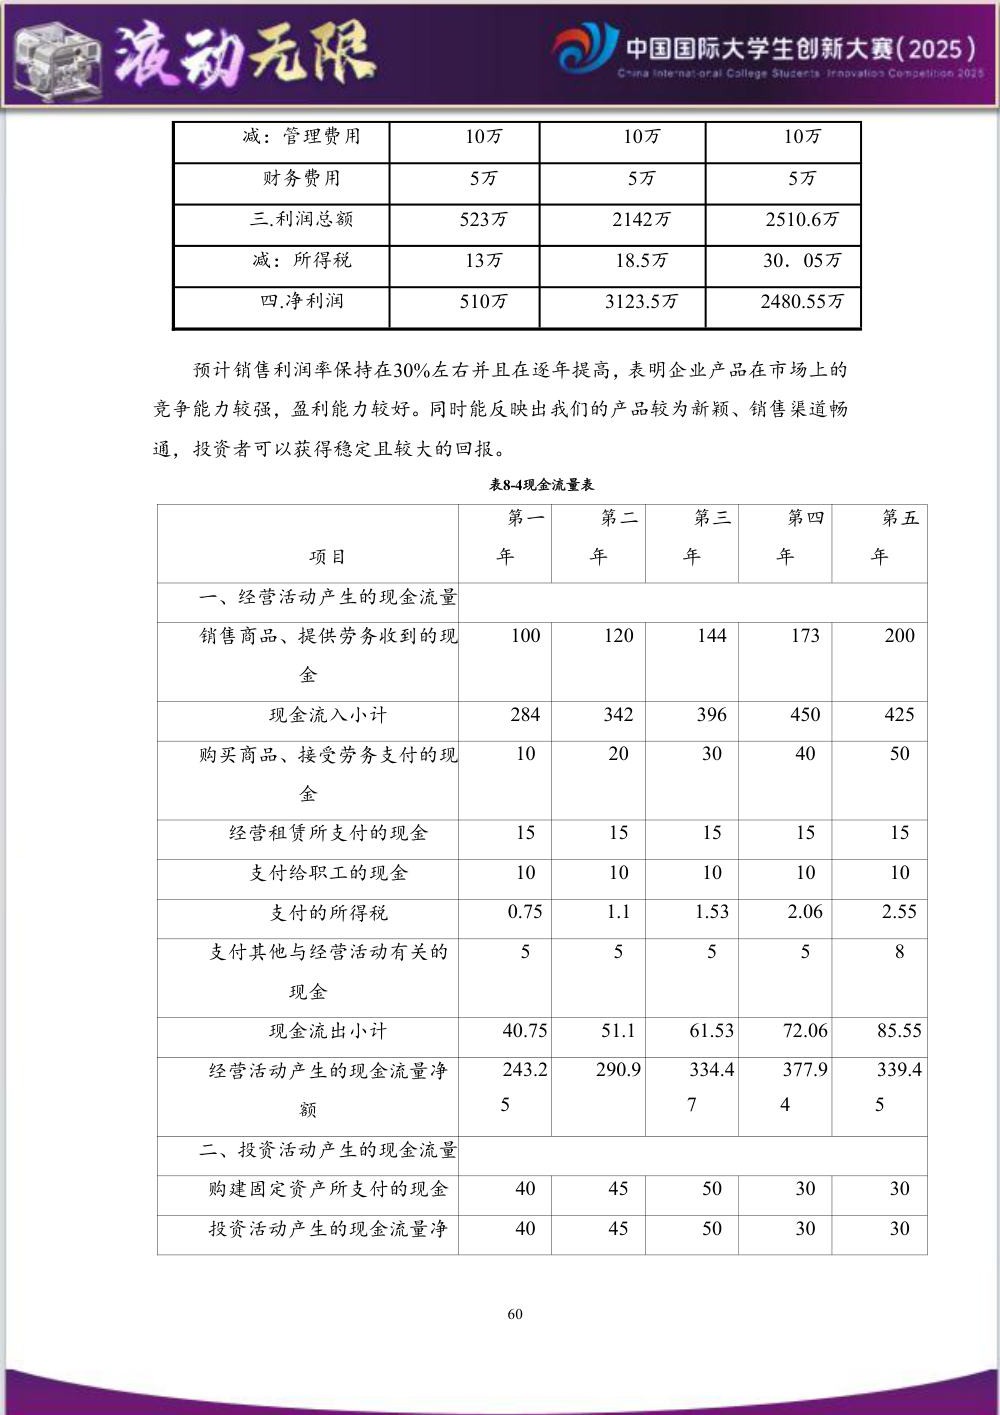 液动无限
中国国际大学生创新大赛(2025)
China International College Students Innovation Competition 2025
减：管理费用 10万 10万 10万
财务费用 5万 5万 5万
三.利润总额 523万 2142万 2510.6万
减：所得税 13万 18.5万 30．05万
四.净利润 510万 3123.5万 2480.55万
预计销售利润率保持在30%左右并且在逐年提高，表明企业产品在市场上的
竞争能力较强，盈利能力较好。同时能反映出我们的产品较为新颖、销售渠道畅
通，投资者可以获得稳定且较大的回报。
表8-4现金流量表
第一 第二 第三 第四 第五
项目 年 年 年 年 年
一、经营活动产生的现金流量
销售商品、提供劳务收到的现 100 120 144 173 200
金
现金流入小计 284 342 396 450 425
购买商品、接受劳务支付的现 10 20 30 40 50
金
经营租赁所支付的现金 15 15 15 15 15
支付给职工的现金 10 10 10 10 10
支付的所得税 0.75 1.1 1.53 2.06 2.55
支付其他与经营活动有关的 5 5 5 5 8
现金
现金流出小计 40.75 51.1 61.53 72.06 85.55
经营活动产生的现金流量净 243.2 290.9 334.4 377.9 339.4
额 5 7 4 5
二、投资活动产生的现金流量
购建固定资产所支付的现金 40 45 50 30 30
投资活动产生的现金流量净 40 45 50 30 30
60